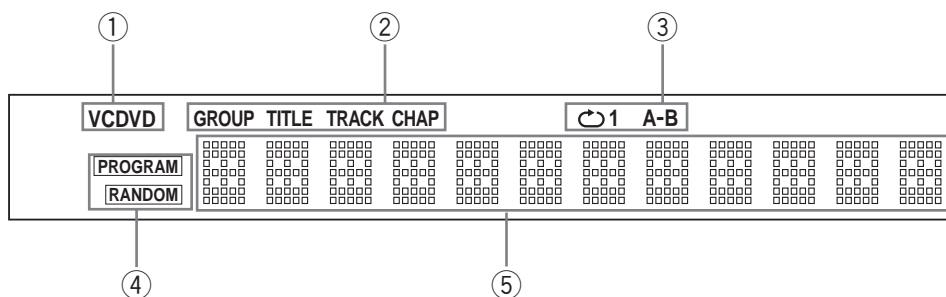 ① ② ③
VCDVD GROUP TITLE TRACK CHAP 1 A-B
PROGRAM
RANDOM
④ ⑤